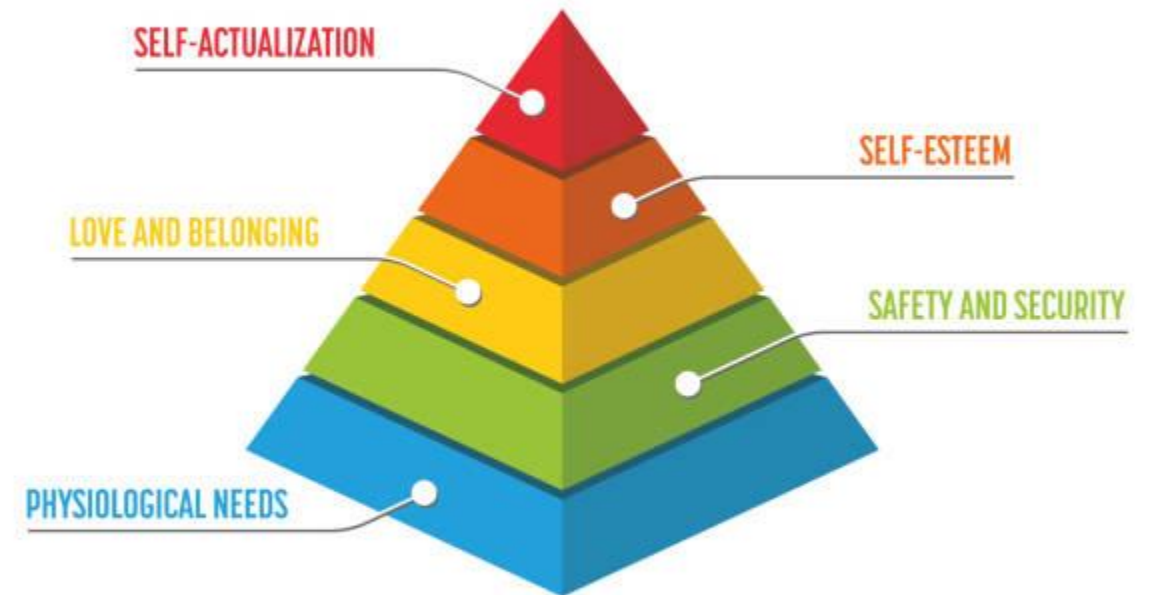 SELF-ACTUALIZATION
SELF-ESTEEM
LOVE AND BELONGING
SAFETY AND SECURITY
PHYSIOLOGICAL NEEDS